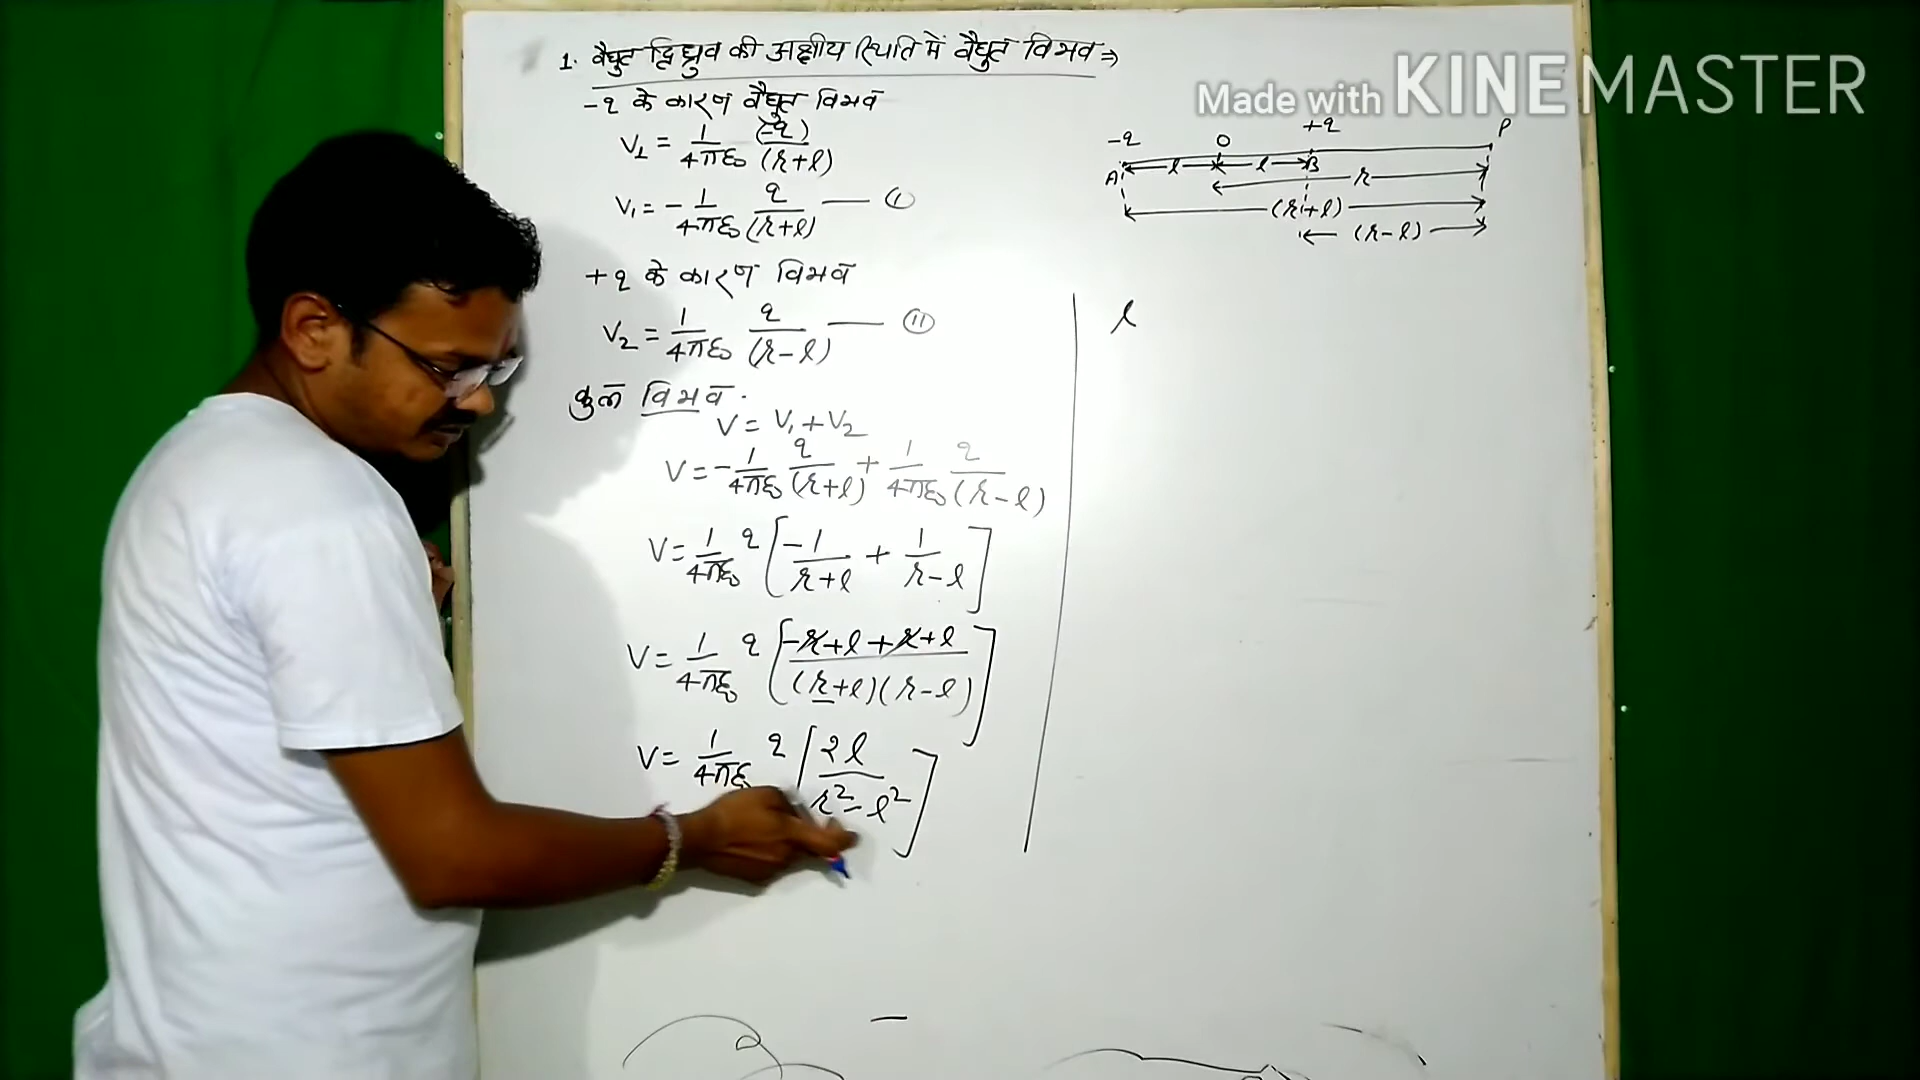 1. वैद्युत द्विध्रुव की अक्षीय स्थिति में वैद्युत विभव ⇒
-q के कारण वैद्युत विभव
V₁ = 1/4πε₀ (-q)/(r+l)
V₁ = - 1/4πε₀ q/(r+l) —— (I)
+q के कारण विभव
V₂ = 1/4πε₀ q/(r-l) —— (II)
कुल विभव.
V = V₁ + V₂
V = - 1/4πε₀ q/(r+l) + 1/4πε₀ q/(r-l)
V = 1/4πε₀ q [-1/r+l + 1/r-l]
V = 1/4πε₀ q [-r+l+r+l/(r+l)(r-l)]
V = 1/4πε₀ q [2l/r²-l²]
Made with KINEMASTER
-q O +q P
A l l B
r
(r+l)
(r-l)
l